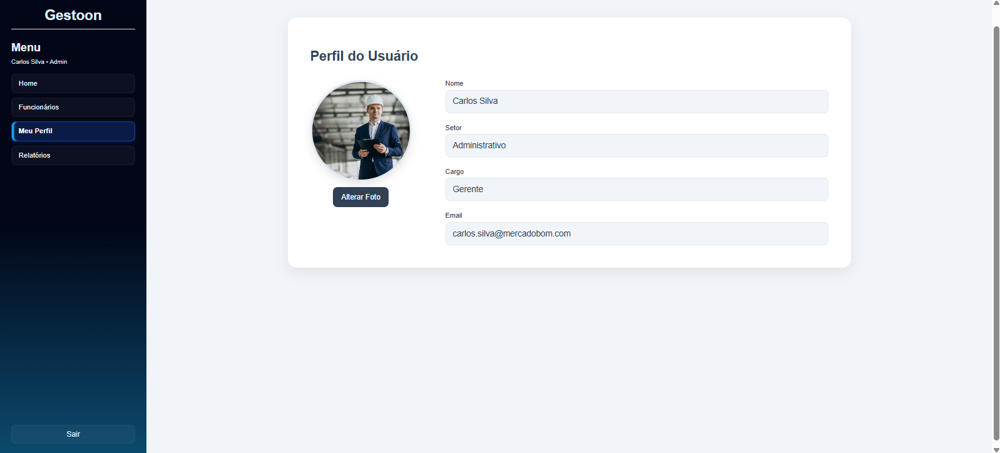 Gestoon
Menu
Carlos Silva • Admin
Home
Funcionários
Meu Perfil
Relatórios
Sair
Perfil do Usuário
Alterar Foto
Nome
Carlos Silva
Setor
Administrativo
Cargo
Gerente
Email
carlos.silva@mercadobom.com